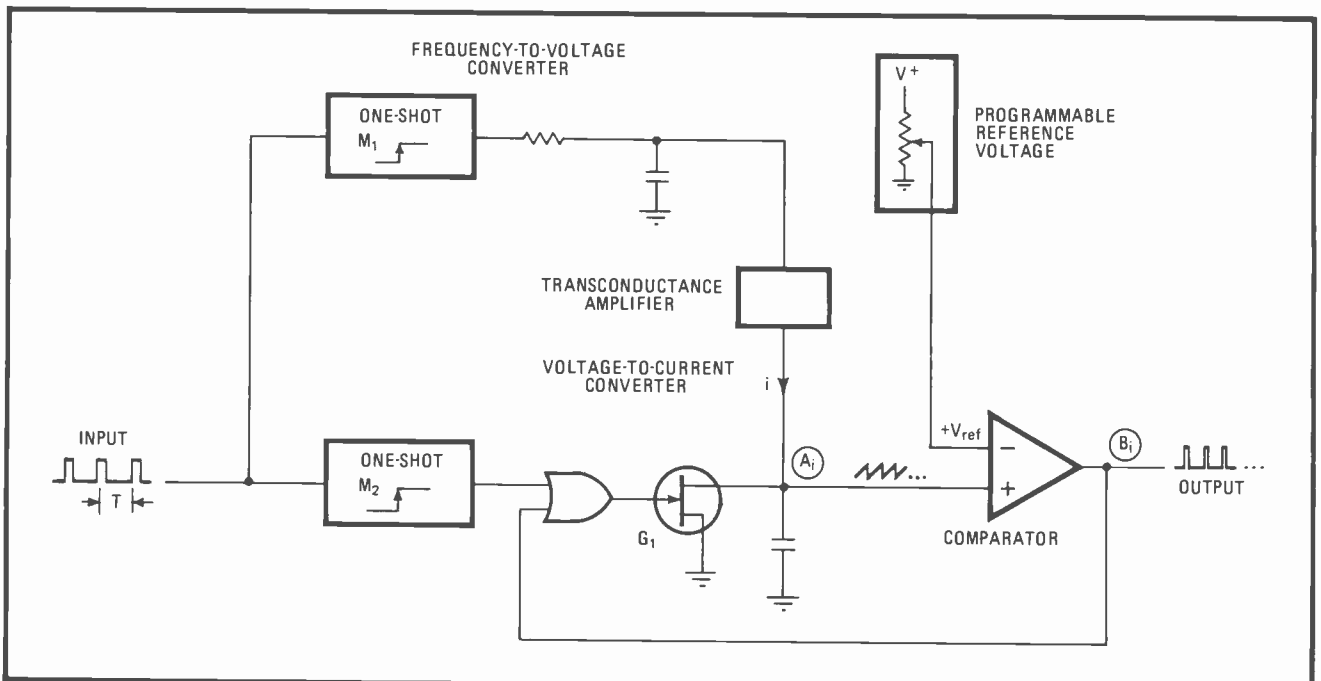 FREQUENCY-TO-VOLTAGE
CONVERTER
ONE-SHOT
M1
V+
PROGRAMMABLE
REFERENCE
VOLTAGE
TRANSCONDUCTANCE
AMPLIFIER
VOLTAGE-TO-CURRENT
CONVERTER
i
INPUT
T
ONE-SHOT
M2
G1
Ai
...
+Vref
−
+
COMPARATOR
Bi
...
OUTPUT